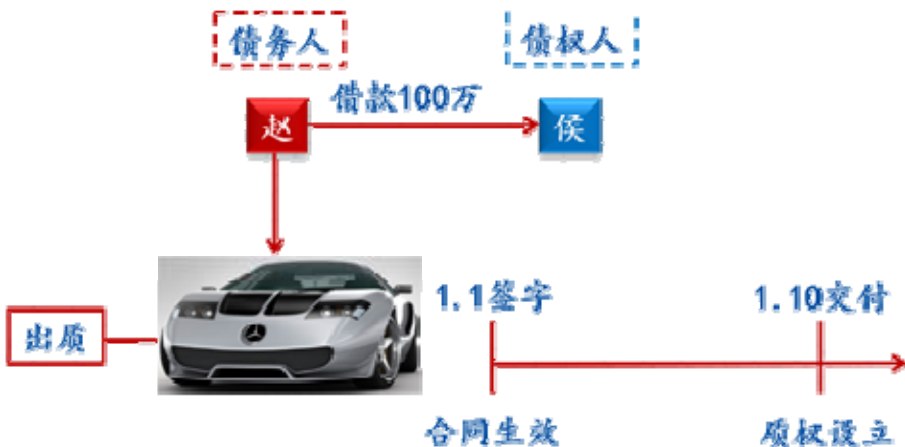 债务人
债权人
借款100万
赵
侯
出质
1.1签字
1.10交付
合同生效
质权设立